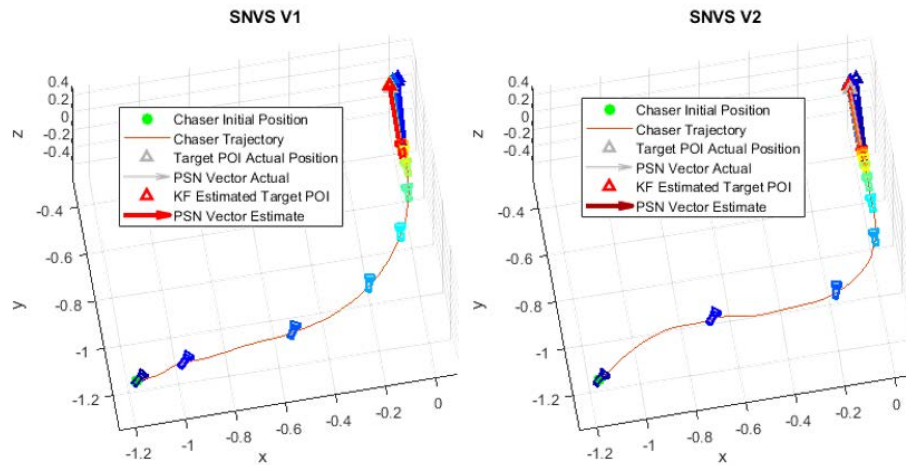 SNVS V1
0.4
0.2
0
-0.2
-0.4
z
Chaser Initial Position
Chaser Trajectory
Target POI Actual Position
PSN Vector Actual
KF Estimated Target POI
PSN Vector Estimate
-0.4
-0.6
-0.8
-1
-1.2
y
-1.2
-1
-0.8
-0.6
-0.4
-0.2
0
x
SNVS V2
0.4
0.2
0
-0.2
-0.4
z
Chaser Initial Position
Chaser Trajectory
Target POI Actual Position
PSN Vector Actual
KF Estimated Target POI
PSN Vector Estimate
-0.4
-0.6
-0.8
-1
-1.2
y
-1.2
-1
-0.8
-0.6
-0.4
-0.2
0
x